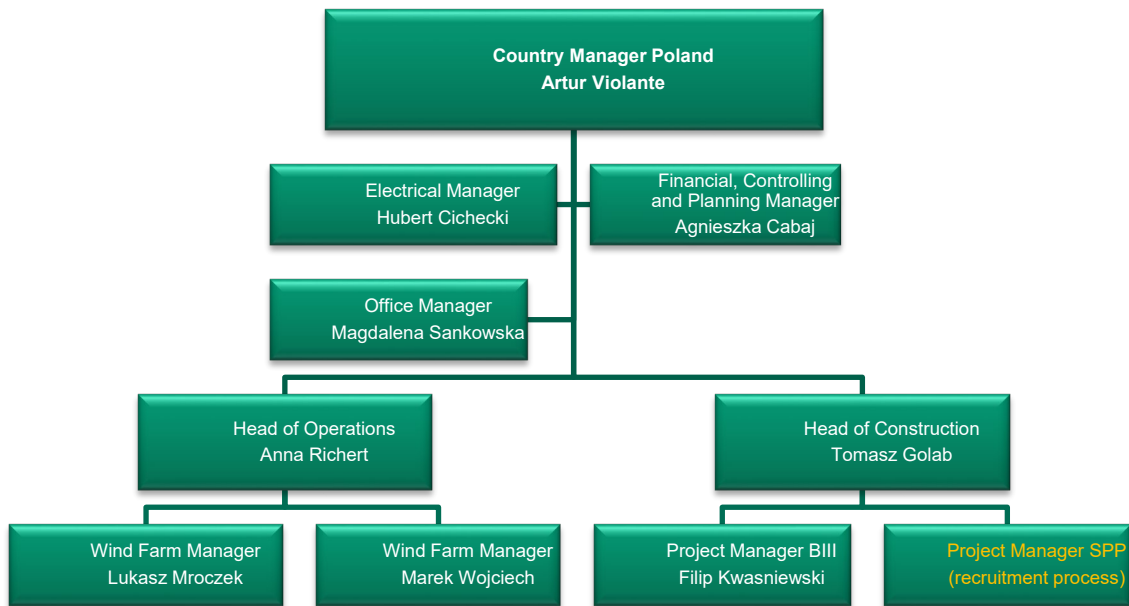 Country Manager Poland
Artur Violante
Electrical Manager
Hubert Cichecki
Financial, Controlling
and Planning Manager
Agnieszka Cabaj
Office Manager
Magdalena Sankowska
Head of Operations
Anna Richert
Head of Construction
Tomasz Golab
Wind Farm Manager
Lukasz Mroczek
Wind Farm Manager
Marek Wojciech
Project Manager BIII
Filip Kwasniewski
Project Manager SPP
(recruitment process)